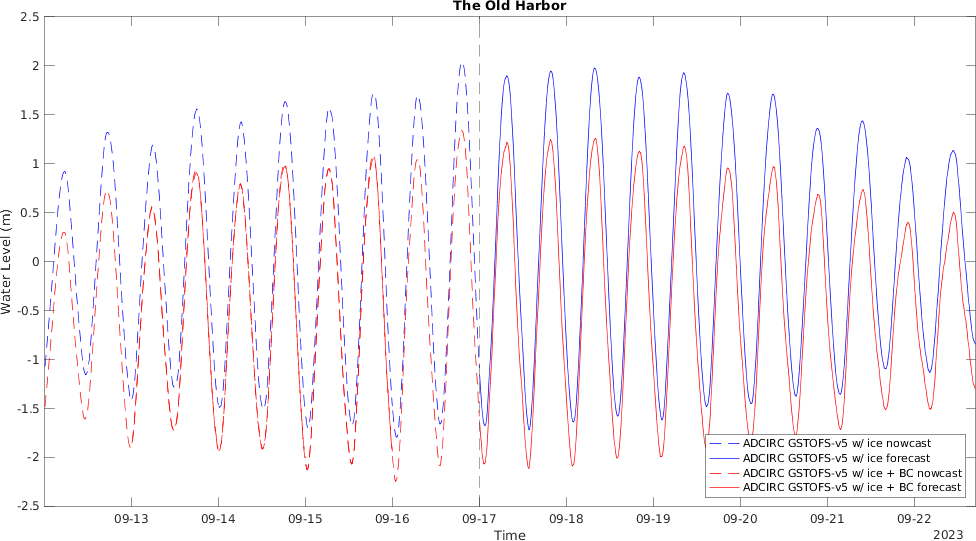 The Old Harbor
2.5
2
1.5
1
0.5
0
-0.5
-1
-1.5
-2
-2.5
Water Level (m)
ADCIRC GSTOFS-v5 w/ ice nowcast
ADCIRC GSTOFS-v5 w/ ice forecast
ADCIRC GSTOFS-v5 w/ ice + BC nowcast
ADCIRC GSTOFS-v5 w/ ice + BC forecast
09-13 09-14 09-15 09-16 09-17 09-18 09-19 09-20 09-21 09-22
Time
2023